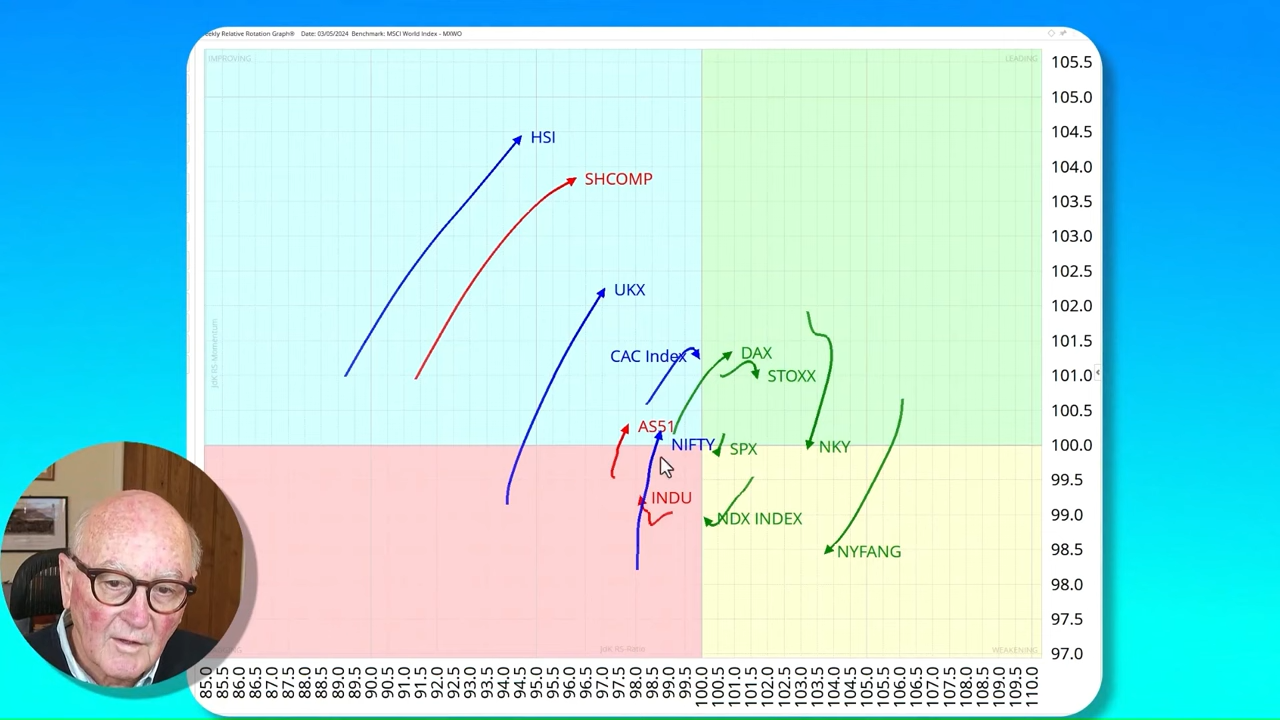 eekly Relative Rotation Graph® Date: 03/05/2024 Benchmark: MSCI World Index - MXWO
IMPROVING
LEADING
105.5
105.0
104.5
HSI
104.0
SHCOMP
103.5
103.0
102.5
UKX
102.0
101.5
CAC Index
DAX
101.0
STOXX
100.5
AS51
100.0
NIFTY
SPX
NKY
99.5
INDU
99.0
NDX INDEX
98.5
NYFANG
98.0
97.5
97.0
JdK RS-Momentum
JdK RS-Ratio
WEAKENING
85.0 85.5 86.0 86.5 87.0 87.5 88.0 88.5 89.0 89.5 90.0 90.5 91.0 91.5 92.0 92.5 93.0 93.5 94.0 94.5 95.0 95.5 96.0 96.5 97.0 97.5 98.0 98.5 99.0 99.5 100.0 100.5 101.0 101.5 102.0 102.5 103.0 103.5 104.0 104.5 105.0 105.5 106.0 106.5 107.0 107.5 108.0 108.5 109.0 109.5 110.0